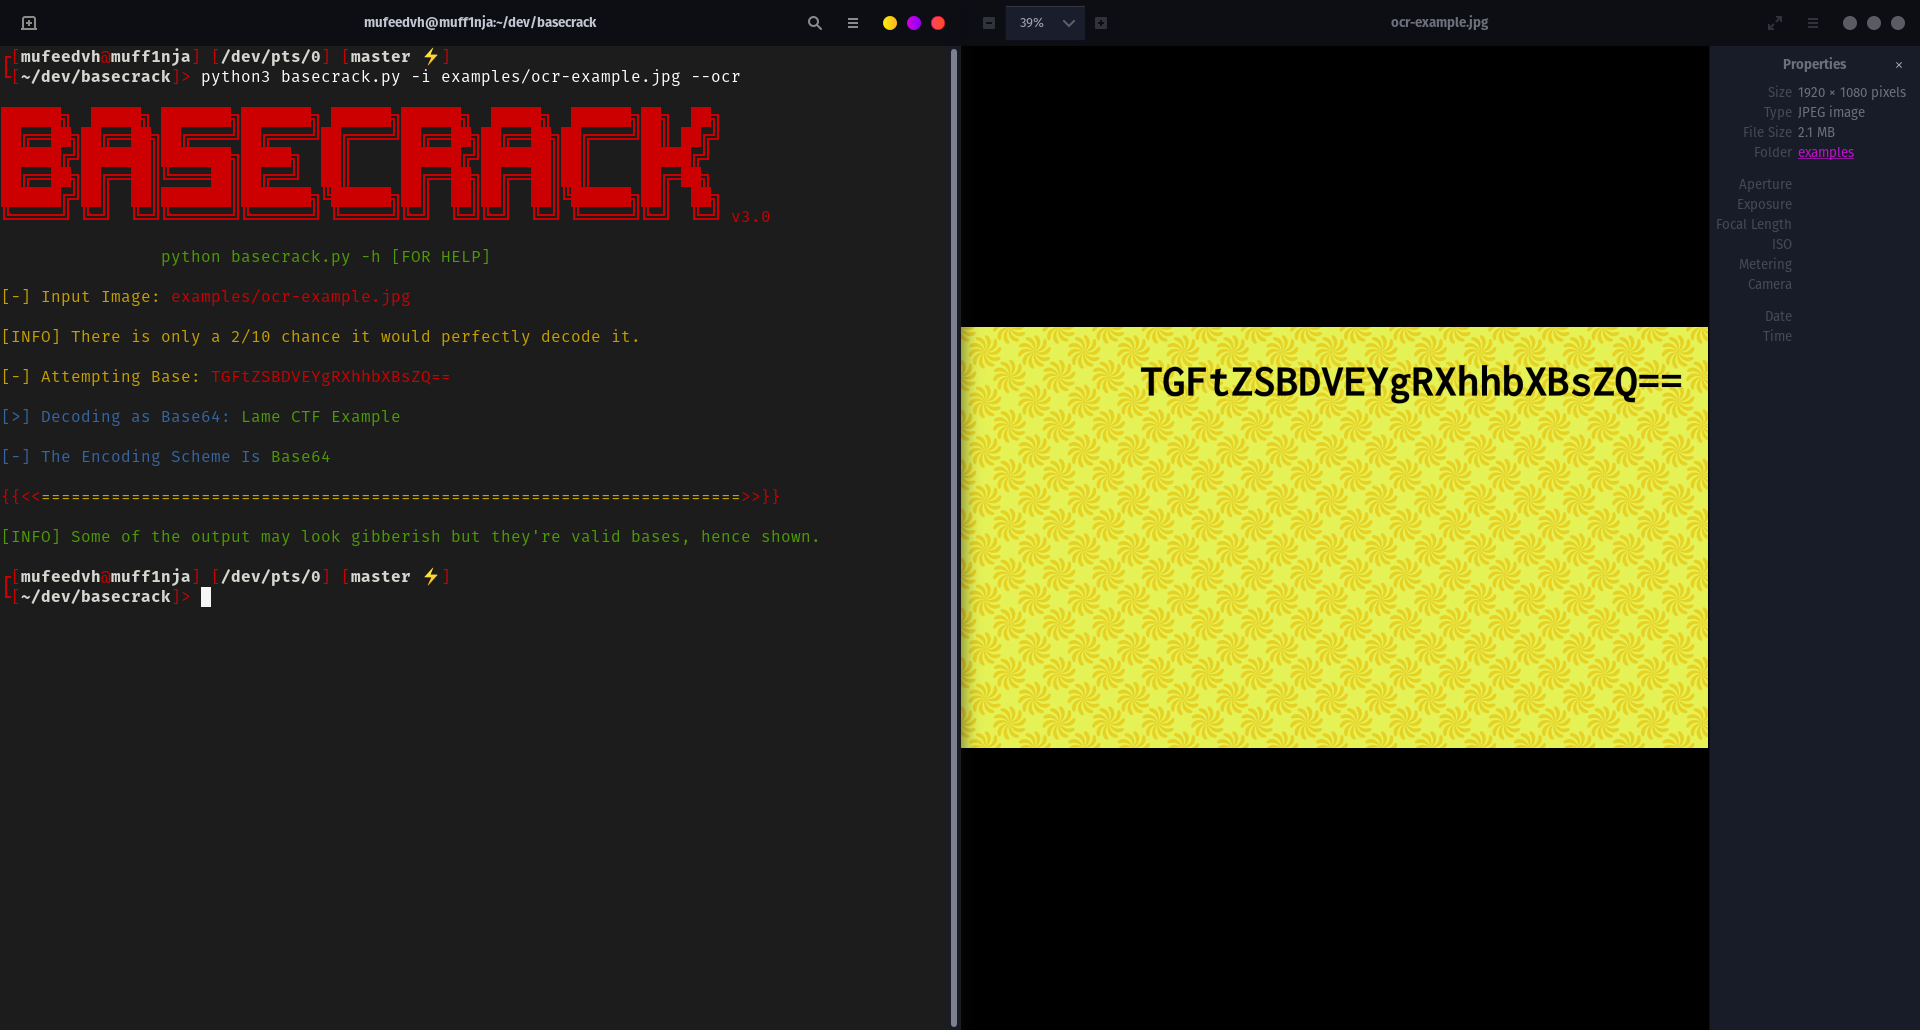 mufeedvh@muff1nja:~/dev/basecrack
┌[mufeedvh@muff1nja] [/dev/pts/0] [master ⚡]
└[~/dev/basecrack]> python3 basecrack.py -i examples/ocr-example.jpg --ocr
BASECRACK v3.0
python basecrack.py -h [FOR HELP]
[-] Input Image: examples/ocr-example.jpg
[INFO] There is only a 2/10 chance it would perfectly decode it.
[-] Attempting Base: TGFtZSBDVEYgRXhhbXBsZQ==
[>] Decoding as Base64: Lame CTF Example
[-] The Encoding Scheme Is Base64
{{<<======================================================================>>}}
[INFO] Some of the output may look gibberish but they're valid bases, hence shown.
┌[mufeedvh@muff1nja] [/dev/pts/0] [master ⚡]
└[~/dev/basecrack]>
39%
ocr-example.jpg
TGFtZSBDVEYgRXhhbXBsZQ==
Properties ×
Size 1920 × 1080 pixels
Type JPEG image
File Size 2.1 MB
Folder examples
Aperture
Exposure
Focal Length
ISO
Metering
Camera
Date
Time